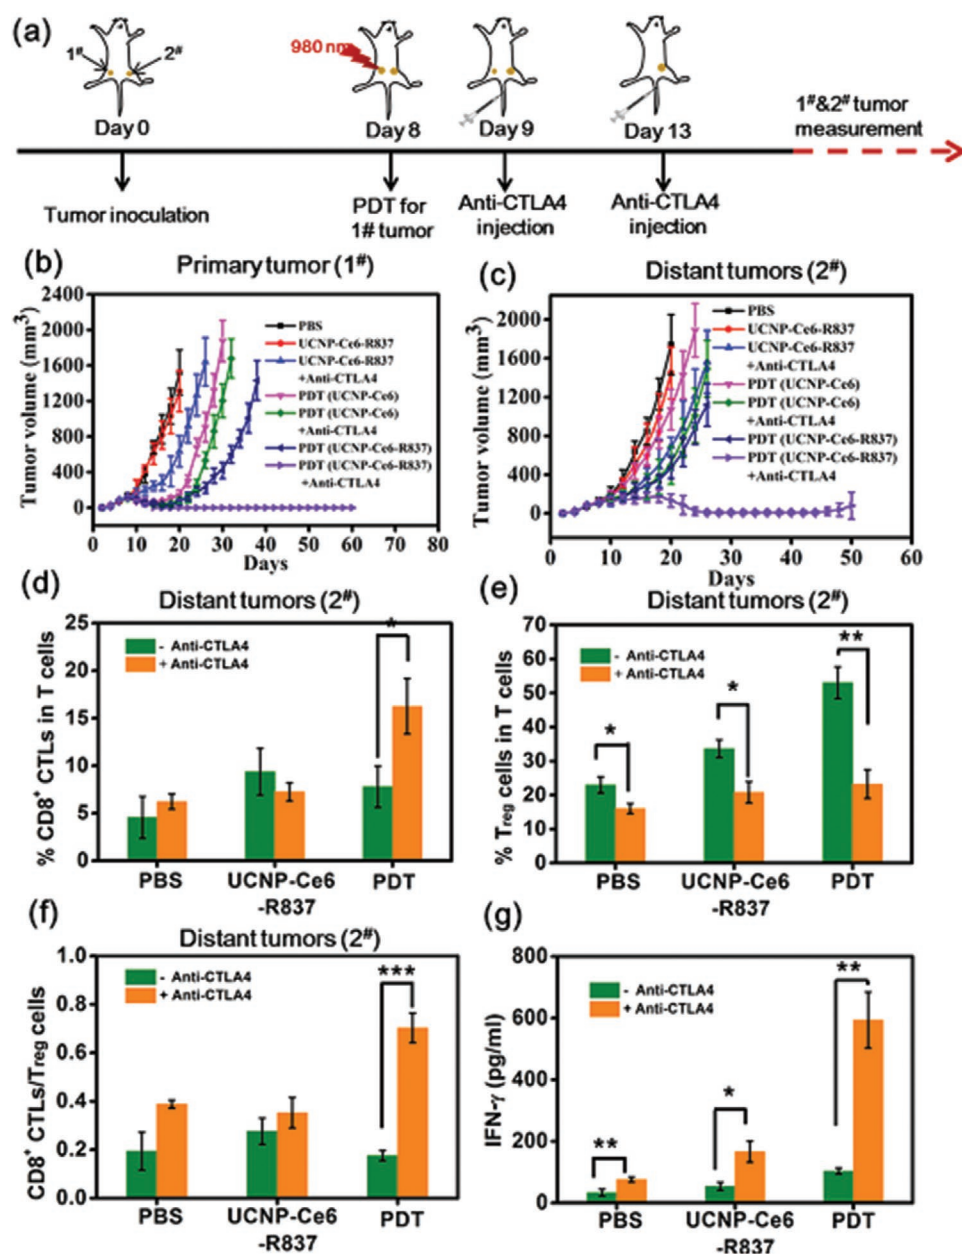 (a)
1# 2#
980 nm
Day 0 Day 8 Day 9 Day 13
1#&2# tumor
measurement
Tumor inoculation
PDT for
1# tumor
Anti-CTLA4
injection
Anti-CTLA4
injection
(b) Primary tumor (1#)
Tumor volume (mm³)
2400
2000
1600
1200
800
400
0
PBS
UCNP-Ce6-R837
UCNP-Ce6-R837
+Anti-CTLA4
PDT (UCNP-Ce6)
PDT (UCNP-Ce6)
+Anti-CTLA4
PDT (UCNP-Ce6-R837)
PDT (UCNP-Ce6-R837)
+Anti-CTLA4
0 20 40 60 80
Days
(c) Distant tumors (2#)
Tumor volume (mm³)
2000
1600
1200
800
400
0
PBS
UCNP-Ce6-R837
UCNP-Ce6-R837
+Anti-CTLA4
PDT (UCNP-Ce6)
PDT (UCNP-Ce6)
+Anti-CTLA4
PDT (UCNP-Ce6-R837)
PDT (UCNP-Ce6-R837)
+Anti-CTLA4
0 10 20 30 40 50 60
Days
(d) Distant tumors (2#)
% CD8⁺ CTLs in T cells
25
20
15
10
5
0
- Anti-CTLA4
+ Anti-CTLA4
*
PBS UCNP-Ce6 PDT
-R837
(e) Distant tumors (2#)
% Treg cells in T cells
70
60
50
40
30
20
10
0
- Anti-CTLA4
+ Anti-CTLA4
* * **
PBS UCNP-Ce6 PDT
-R837
(f) Distant tumors (2#)
CD8⁺ CTLs/Treg cells
1.0
0.8
0.6
0.4
0.2
0.0
- Anti-CTLA4
+ Anti-CTLA4
***
PBS UCNP-Ce6 PDT
-R837
(g)
IFN-γ (pg/ml)
800
600
400
200
0
- Anti-CTLA4
+ Anti-CTLA4
** * **
PBS UCNP-Ce6 PDT
-R837